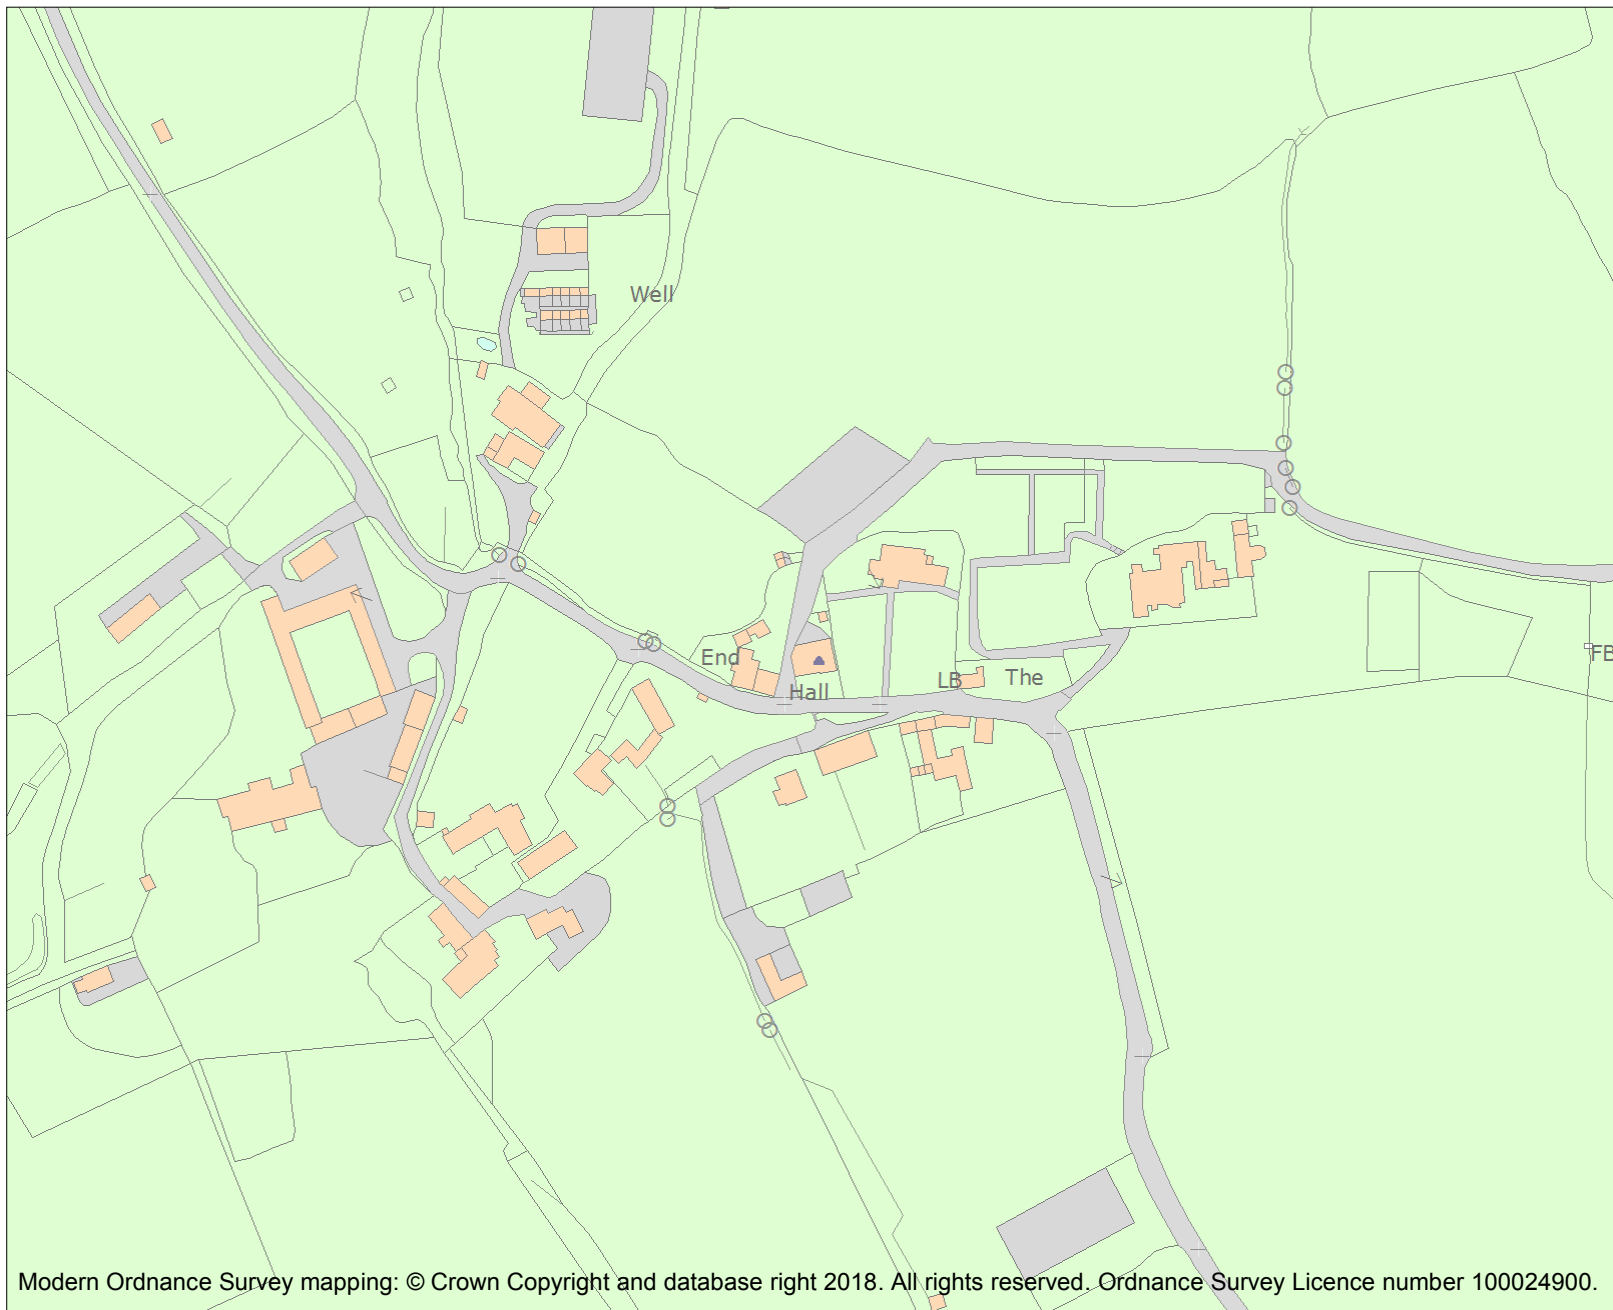 Well
End
LB
The
Hall
FB
Modern Ordnance Survey mapping: © Crown Copyright and database right 2018. All rights reserved. Ordnance Survey Licence number 100024900.